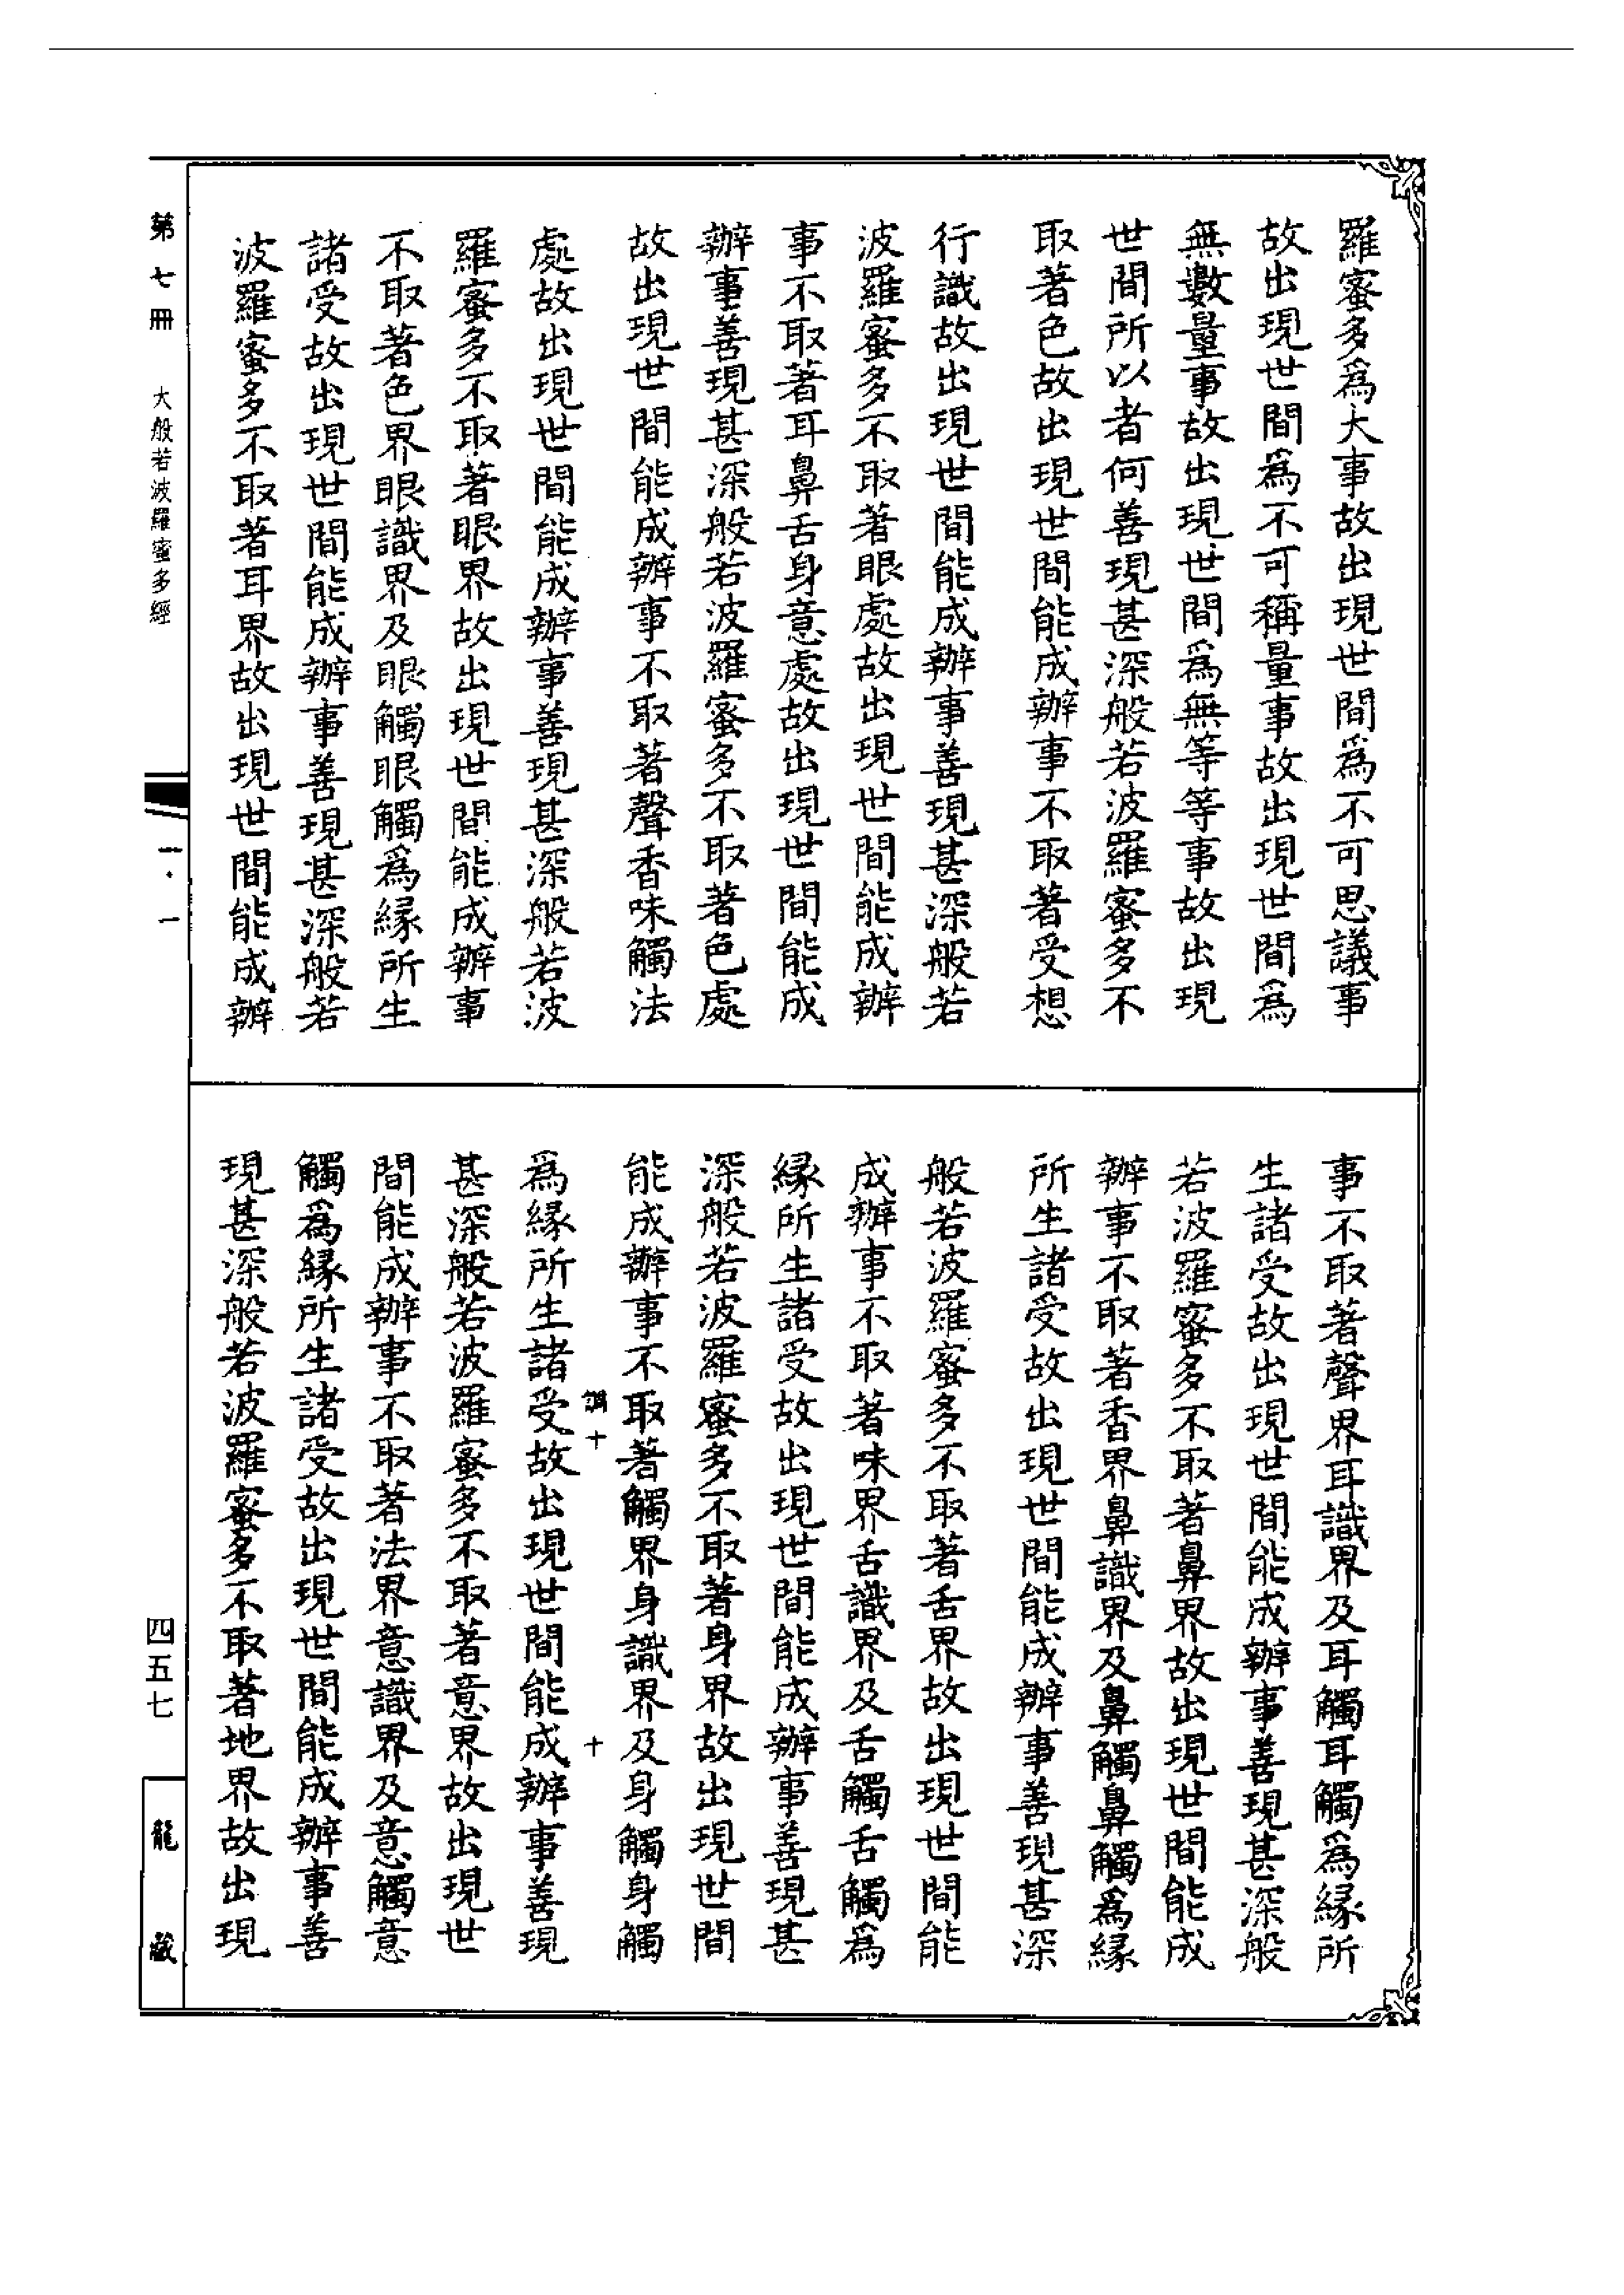 羅蜜多爲大事故出現世間爲不可思議事
故出現世間爲不可稱量事故出現世間爲
無數量事故出現世間爲無等等事故出現
世間所以者何善現甚深般若波羅蜜多不
取著色故出現世間能成辦事不取著受想
行識故出現世間能成辦事善現甚深般若
波羅蜜多不取著眼處故出現世間能成辦
事不取著耳鼻舌身意處故出現世間能成
辦事善現甚深般若波羅蜜多不取著色處
故出現世間能成辦事不取著聲香味觸法
處故出現世間能成辦事善現甚深般若波
羅蜜多不取著眼界故出現世間能成辦事
不取著色界眼識界及眼觸眼觸爲緣所生
諸受故出現世間能成辦事善現甚深般若
波羅蜜多不取著耳界故出現世間能成辦
事不取著聲界耳識界及耳觸耳觸爲緣所
生諸受故出現世間能成辦事善現甚深般
若波羅蜜多不取著鼻界故出現世間能成
辦事不取著香界鼻識界及鼻觸鼻觸爲緣
所生諸受故出現世間能成辦事善現甚深
般若波羅蜜多不取著舌界故出現世間能
成辦事不取著味界舌識界及舌觸舌觸爲
緣所生諸受故出現世間能成辦事善現甚
深般若波羅蜜多不取著身界故出現世間
能成辦事不取著觸界身識界及身觸身觸
十 十
爲緣所生諸受故出現世間能成辦事善現
甚深般若波羅蜜多不取著意界故出現世
間能成辦事不取著法界意識界及意觸意
觸爲緣所生諸受故出現世間能成辦事善
現甚深般若波羅蜜多不取著地界故出現
第七冊 大般若波羅蜜多經 一·一 四五七 龍藏